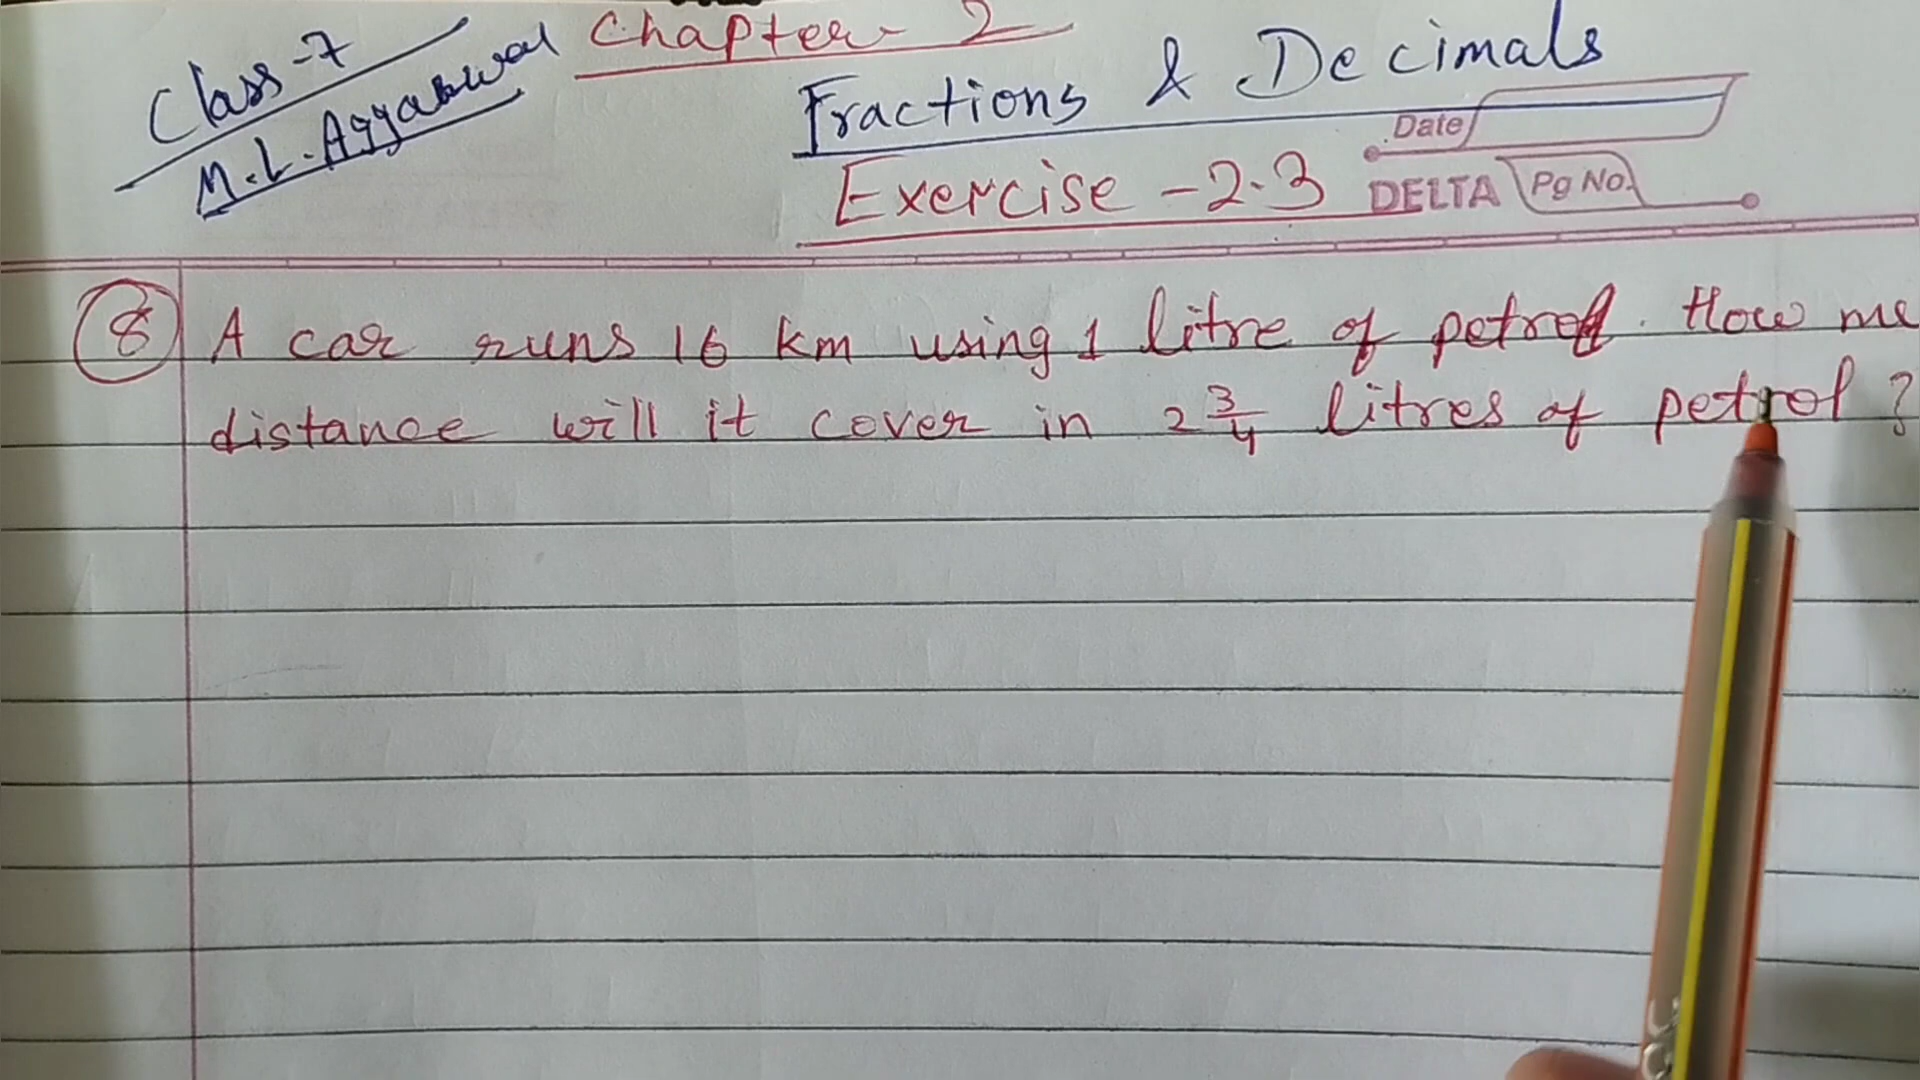 Class-7
M.L. Aggarwal
Chapter- 2
Fractions & Decimals
Date
Exercise -2.3
DELTA Pg No.
8 A car runs 16 km using 1 litre of petrol. How
distance will it cover in 2 3/4 litres of petrol ?